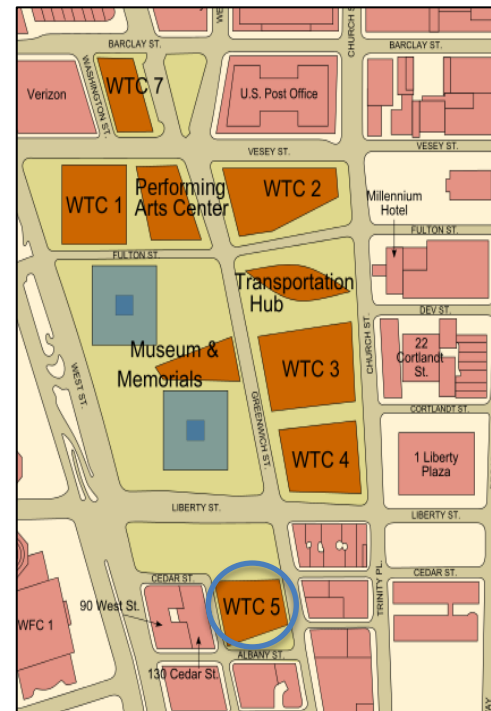 WE
CHURCH S
BARCLAY ST.
BARCLAY ST.
WASHINGTON ST.
WTC 7
Verizon
U.S. Post Office
VESEY ST.
VESEY ST.
WTC 1
Performing
Arts Center
WTC 2
Millennium
Hotel
FULTON ST.
FULTON ST.
Transportation
Hub
DEY ST.
CHURCH ST.
22
Cortlandt
St.
Museum &
Memorials
WTC 3
WEST ST.
GREENWICH ST.
CORTLANDT ST.
WTC 4
1 Liberty
Plaza
LIBERTY ST.
LIBERTY ST.
TRINITY PL.
CEDAR ST.
CEDAR ST.
90 West St.
WTC 5
WFC 1
ALBANY ST.
130 Cedar St.
WAY